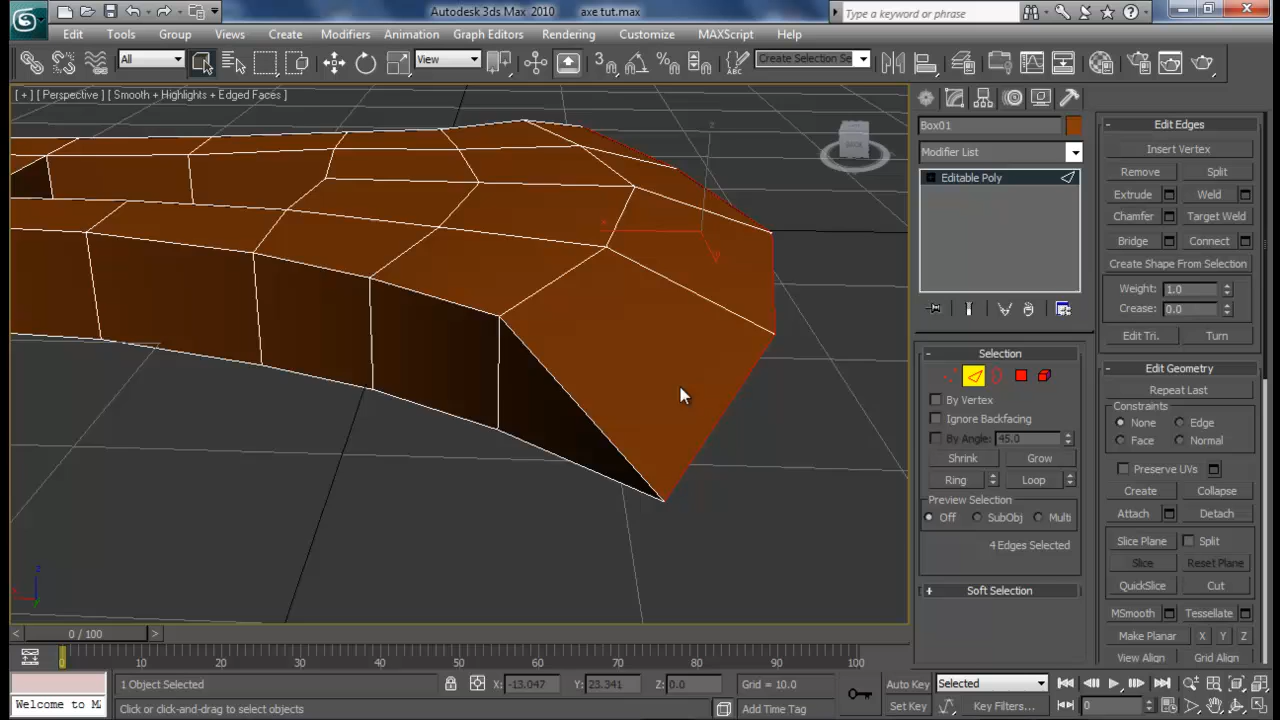 Autodesk 3ds Max 2010 axe tut.max
Type a keyword or phrase
Edit Tools Group Views Create Modifiers Animation Graph Editors Rendering Customize MAXScript Help
All View Create Selection Se
[ + ] [ Perspective ] [ Smooth + Highlights + Edged Faces ]
Box01
Modifier List
Editable Poly
Selection
By Vertex
Ignore Backfacing
By Angle: 45.0
Shrink Grow
Ring Loop
Preview Selection
Off SubObj Multi
4 Edges Selected
Soft Selection
Edit Edges
Insert Vertex
Remove Split
Extrude Weld
Chamfer Target Weld
Bridge Connect
Create Shape From Selection
Weight: 1.0
Crease: 0.0
Edit Tri. Turn
Edit Geometry
Repeat Last
Constraints
None Edge
Face Normal
Preserve UVs
Create Collapse
Attach Detach
Slice Plane Split
Slice Reset Plane
QuickSlice Cut
MSmooth Tessellate
Make Planar X Y Z
View Align Grid Align
0 / 100
0 10 20 30 40 50 60 70 80 90 100
1 Object Selected X: -13.047 Y: 23.341 Z: 0.0 Grid = 10.0 Auto Key Selected
Welcome to MA Click or click-and-drag to select objects Add Time Tag Set Key Key Filters... 0